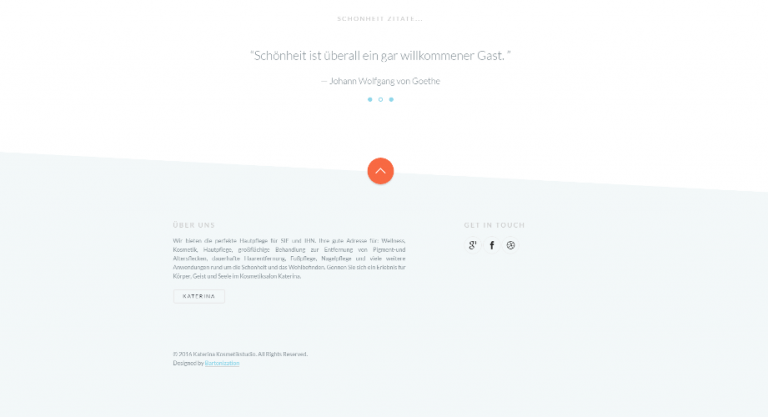 SCHÖNHEIT ZITATE...
“Schönheit ist überall ein gar willkommener Gast. ”
— Johann Wolfgang von Goethe
ÜBER UNS
Wir bieten die perfekte Hautpflege für SIE und IHN. Ihre gute Adresse für: Wellness,
Kosmetik, Hautpflege, großflächige Behandlung zur Entfernung von Pigment-und
Altersflecken, dauerhafte Haarentfernung, Fußpflege, Nagelpflege und viele weitere
Anwendungen rund um die Schönheit und das Wohlbefinden. Gönnen Sie sich ein Erlebnis für
Körper, Geist und Seele im Kosmetiksalon Katerina.
KATERINA
GET IN TOUCH
© 2016 Katerina Kosmetikstudio. All Rights Reserved.
Designed by